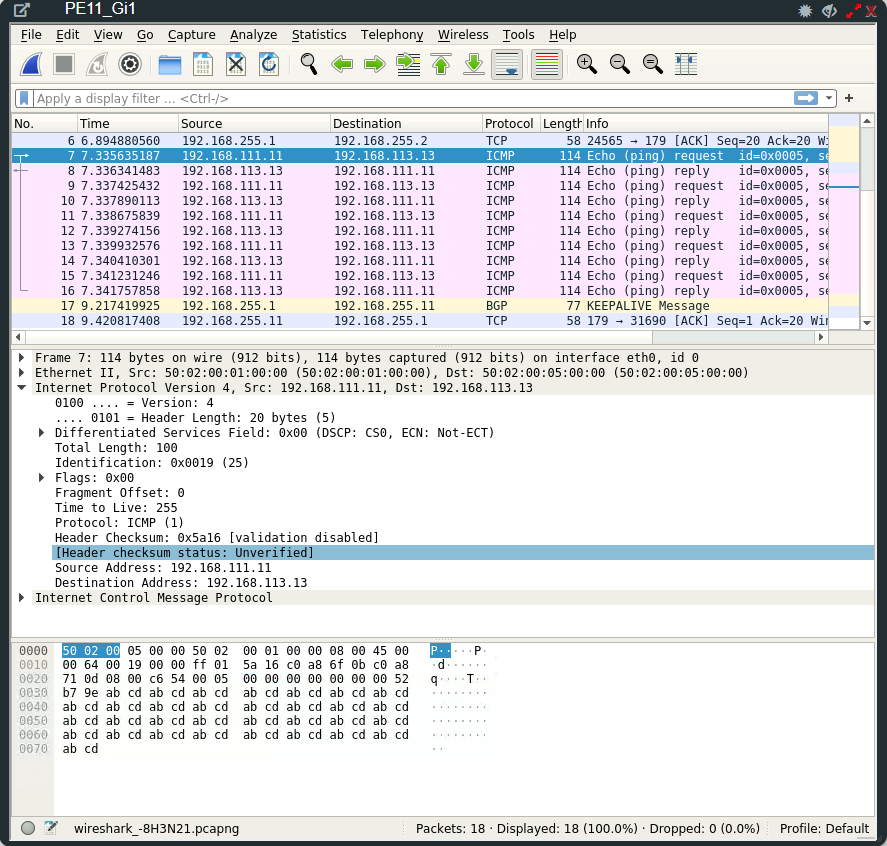 PE11_Gi1
File Edit View Go Capture Analyze Statistics Telephony Wireless Tools Help
Apply a display filter … <Ctrl-/>
No. Time Source Destination Protocol Length Info
6 6.894880560 192.168.255.1 192.168.255.2 TCP 58 24565 → 179 [ACK] Seq=20 Ack=20 Wi
7 7.335635187 192.168.111.11 192.168.113.13 ICMP 114 Echo (ping) request id=0x0005, se
8 7.336341483 192.168.113.13 192.168.111.11 ICMP 114 Echo (ping) reply id=0x0005, se
9 7.337425432 192.168.111.11 192.168.113.13 ICMP 114 Echo (ping) request id=0x0005, se
10 7.337890113 192.168.113.13 192.168.111.11 ICMP 114 Echo (ping) reply id=0x0005, se
11 7.338675839 192.168.111.11 192.168.113.13 ICMP 114 Echo (ping) request id=0x0005, se
12 7.339274156 192.168.113.13 192.168.111.11 ICMP 114 Echo (ping) reply id=0x0005, se
13 7.339932576 192.168.111.11 192.168.113.13 ICMP 114 Echo (ping) request id=0x0005, se
14 7.340410301 192.168.113.13 192.168.111.11 ICMP 114 Echo (ping) reply id=0x0005, se
15 7.341231246 192.168.111.11 192.168.113.13 ICMP 114 Echo (ping) request id=0x0005, se
16 7.341757858 192.168.113.13 192.168.111.11 ICMP 114 Echo (ping) reply id=0x0005, se
17 9.217419925 192.168.255.1 192.168.255.11 BGP 77 KEEPALIVE Message
18 9.420817408 192.168.255.11 192.168.255.1 TCP 58 179 → 31690 [ACK] Seq=1 Ack=20 Win
Frame 7: 114 bytes on wire (912 bits), 114 bytes captured (912 bits) on interface eth0, id 0
Ethernet II, Src: 50:02:00:01:00:00 (50:02:00:01:00:00), Dst: 50:02:00:05:00:00 (50:02:00:05:00:00)
Internet Protocol Version 4, Src: 192.168.111.11, Dst: 192.168.113.13
0100 .... = Version: 4
.... 0101 = Header Length: 20 bytes (5)
Differentiated Services Field: 0x00 (DSCP: CS0, ECN: Not-ECT)
Total Length: 100
Identification: 0x0019 (25)
Flags: 0x00
Fragment Offset: 0
Time to Live: 255
Protocol: ICMP (1)
Header Checksum: 0x5a16 [validation disabled]
[Header checksum status: Unverified]
Source Address: 192.168.111.11
Destination Address: 192.168.113.13
Internet Control Message Protocol
0000 50 02 00 05 00 00 50 02 00 01 00 00 08 00 45 00 P·····P·
0010 00 64 00 19 00 00 ff 01 5a 16 c0 a8 6f 0b c0 a8 ·d······
0020 71 0d 08 00 c6 54 00 05 00 00 00 00 00 00 00 52 q····T··
0030 b7 9e ab cd ab cd ab cd ab cd ab cd ab cd ab cd ········
0040 ab cd ab cd ab cd ab cd ab cd ab cd ab cd ab cd ········
0050 ab cd ab cd ab cd ab cd ab cd ab cd ab cd ab cd ········
0060 ab cd ab cd ab cd ab cd ab cd ab cd ab cd ab cd ········
0070 ab cd ··
wireshark_-8H3N21.pcapng Packets: 18 · Displayed: 18 (100.0%) · Dropped: 0 (0.0%) Profile: Default